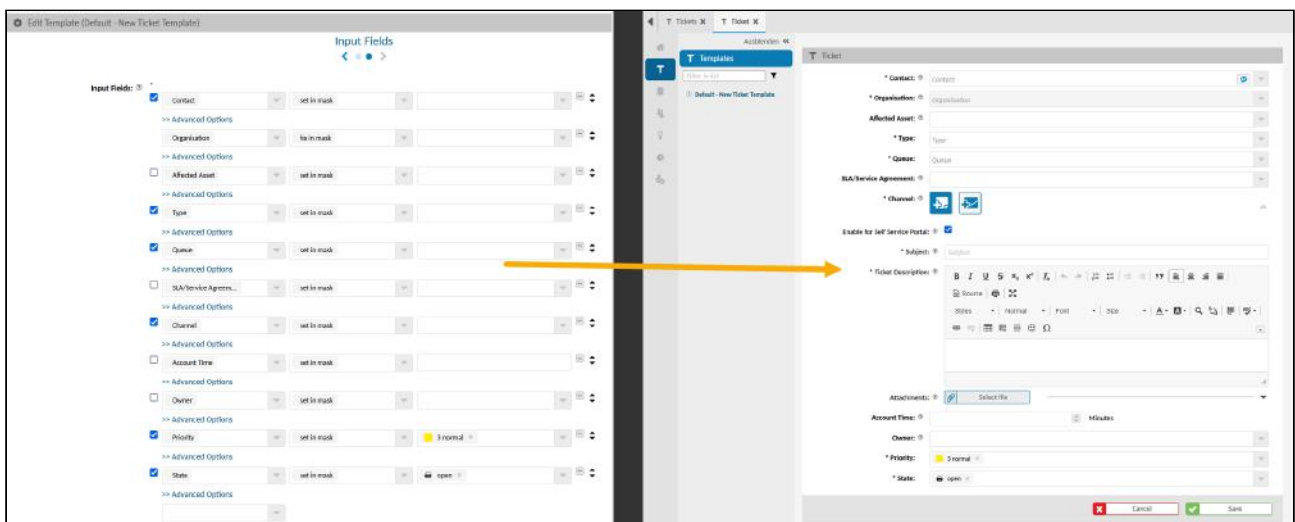 Edit Template (Default - New Ticket Template)
Input Fields
Input Fields:
Contact set in mask
>> Advanced Options
Organisation fix in mask
>> Advanced Options
Affected Asset set in mask
>> Advanced Options
Type set in mask
>> Advanced Options
Queue set in mask
>> Advanced Options
SLA/Service Agreem... set in mask
>> Advanced Options
Channel set in mask
>> Advanced Options
Account Time set in mask
>> Advanced Options
Owner set in mask
>> Advanced Options
Priority set in mask 3 normal ×
>> Advanced Options
State set in mask open ×
>> Advanced Options
Tickets X Ticket X
Ausblenden «
Templates
Default - New Ticket Template
Ticket
* Contact: Contact
* Organisation: Organisation
Affected Asset:
* Type: Type
* Queue: Queue
SLA/Service Agreement:
* Channel:
Enable for Self Service Portal:
* Subject: Subject
* Ticket Description:
B I U S x₂ x² Iₓ
Source
Styles Normal Font Size A
Ω
Attachments: Select file
Account Time: Minutes
Owner:
* Priority: 3 normal ×
* State: open ×
Cancel Save